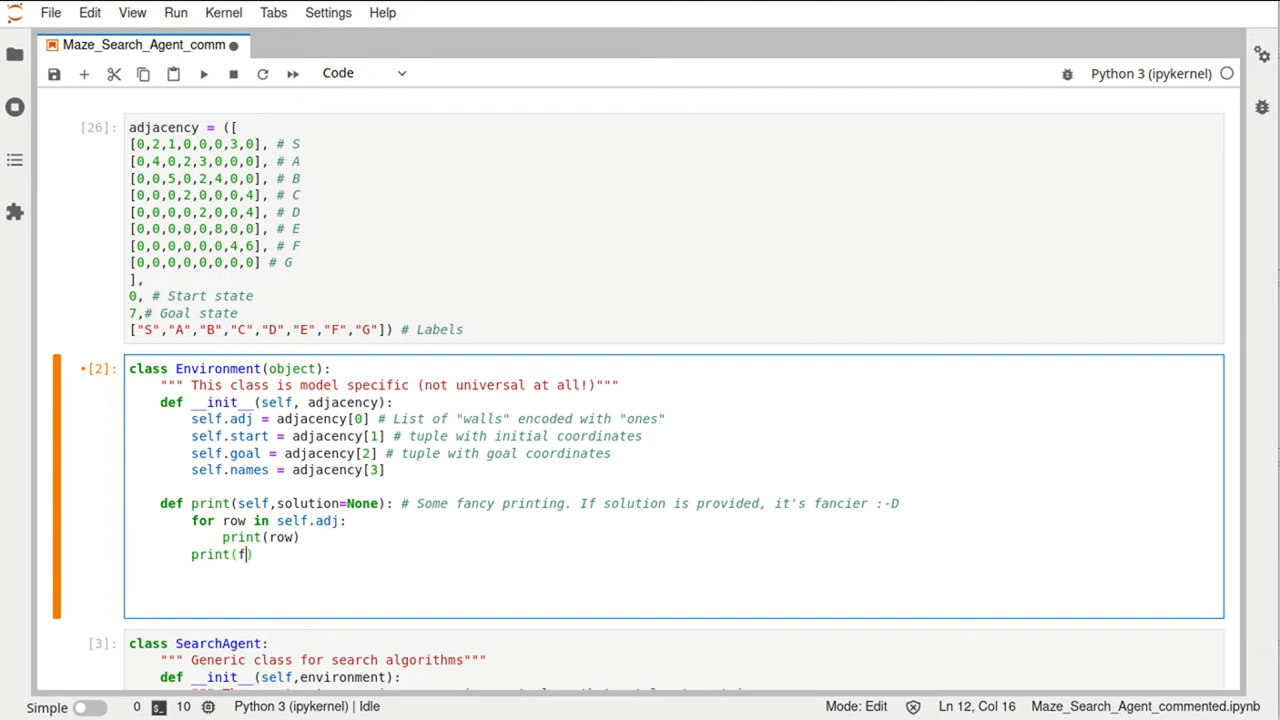 File Edit View Run Kernel Tabs Settings Help
Maze_Search_Agent_comm
Code
Python 3 (ipykernel)
[26]:
adjacency = ([
[0,2,1,0,0,0,3,0], # S
[0,4,0,2,3,0,0,0], # A
[0,0,5,0,2,4,0,0], # B
[0,0,0,2,0,0,0,4], # C
[0,0,0,0,2,0,0,4], # D
[0,0,0,0,0,8,0,0], # E
[0,0,0,0,0,0,4,6], # F
[0,0,0,0,0,0,0,0] # G
],
0, # Start state
7,# Goal state
["S","A","B","C","D","E","F","G"]) # Labels
[2]:
class Environment(object):
""" This class is model specific (not universal at all!)"""
def __init__(self, adjacency):
self.adj = adjacency[0] # List of "walls" encoded with "ones"
self.start = adjacency[1] # tuple with initial coordinates
self.goal = adjacency[2] # tuple with goal coordinates
self.names = adjacency[3]
def print(self,solution=None): # Some fancy printing. If solution is provided, it's fancier :-D
for row in self.adj:
print(row)
print(f)
[3]:
class SearchAgent:
""" Generic class for search algorithms"""
def __init__(self,environment):
Simple 0 10 Python 3 (ipykernel) | Idle Mode: Edit Ln 12, Col 16 Maze_Search_Agent_commented.ipynb